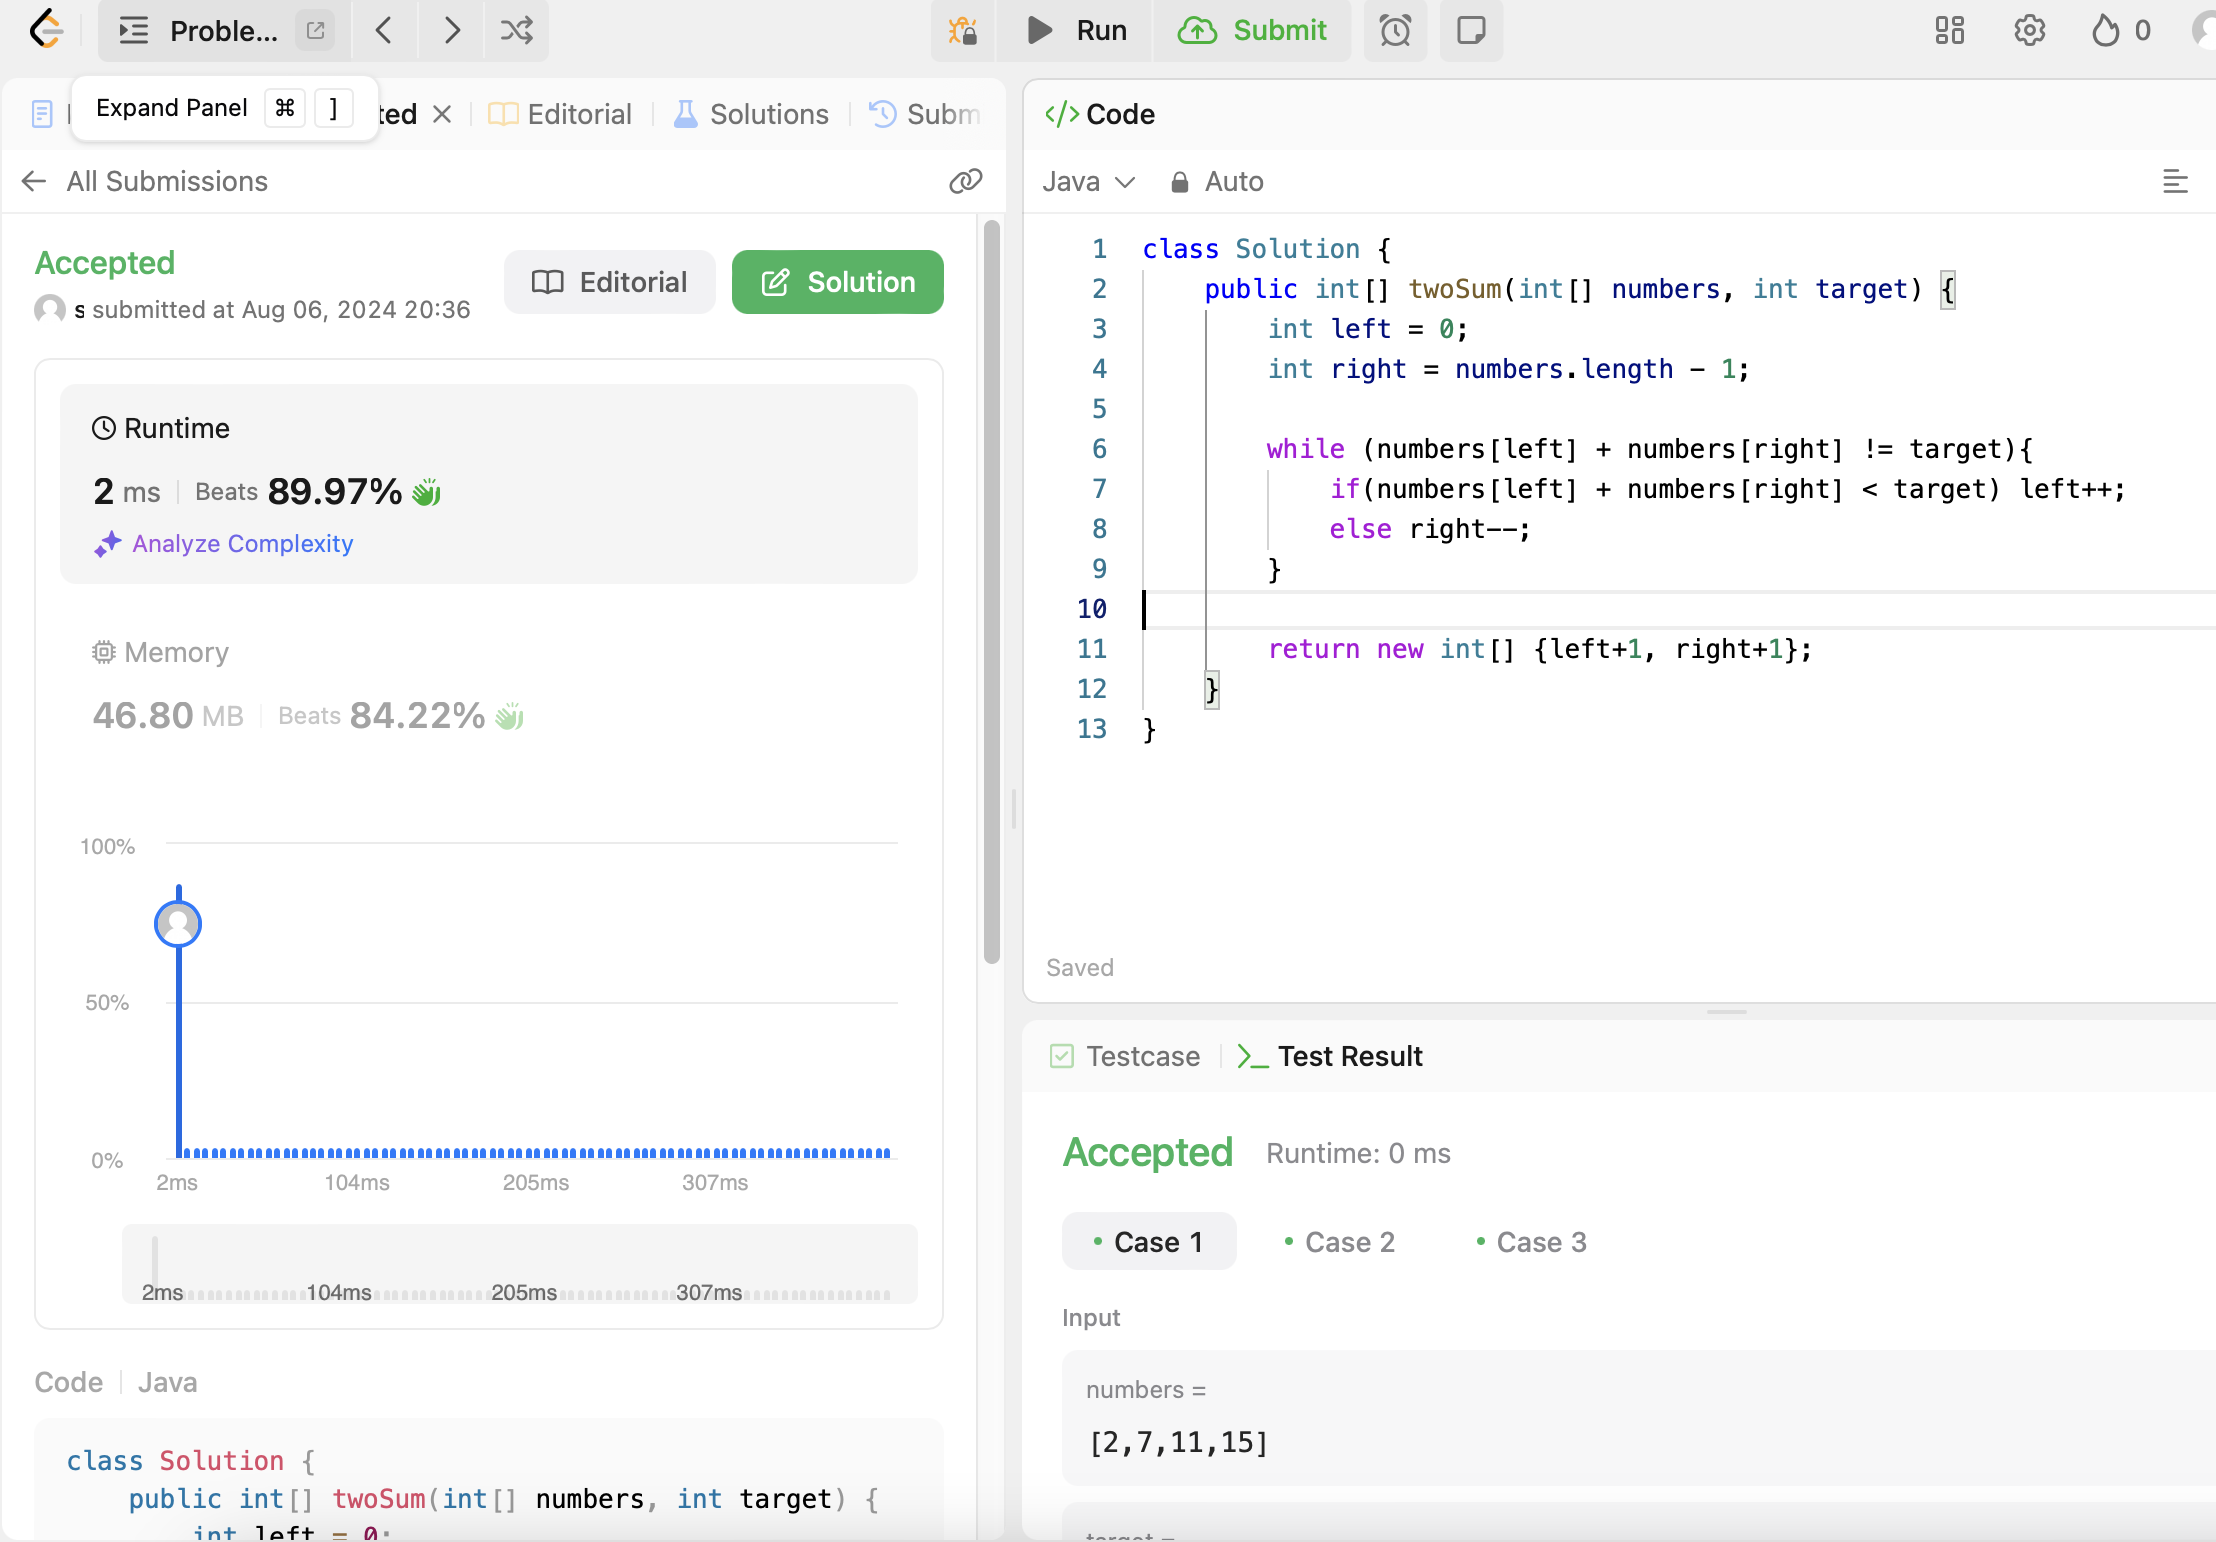 Proble...
Run
Submit
0
Expand Panel ⌘ ]
ted
Editorial
Solutions
Subm
All Submissions
Accepted
s submitted at Aug 06, 2024 20:36
Editorial
Solution
Runtime
2 ms | Beats 89.97%
Analyze Complexity
Memory
46.80 MB | Beats 84.22%
100%
50%
0%
2ms 104ms 205ms 307ms
2ms 104ms 205ms 307ms
Code | Java
class Solution {
public int[] twoSum(int[] numbers, int target) {
int left = 0;
</> Code
Java
Auto
1 class Solution {
2 public int[] twoSum(int[] numbers, int target) {
3 int left = 0;
4 int right = numbers.length - 1;
5
6 while (numbers[left] + numbers[right] != target){
7 if(numbers[left] + numbers[right] < target) left++;
8 else right--;
9 }
10
11 return new int[] {left+1, right+1};
12 }
13 }
Saved
Testcase
>_ Test Result
Accepted Runtime: 0 ms
Case 1
Case 2
Case 3
Input
numbers =
[2,7,11,15]
target =